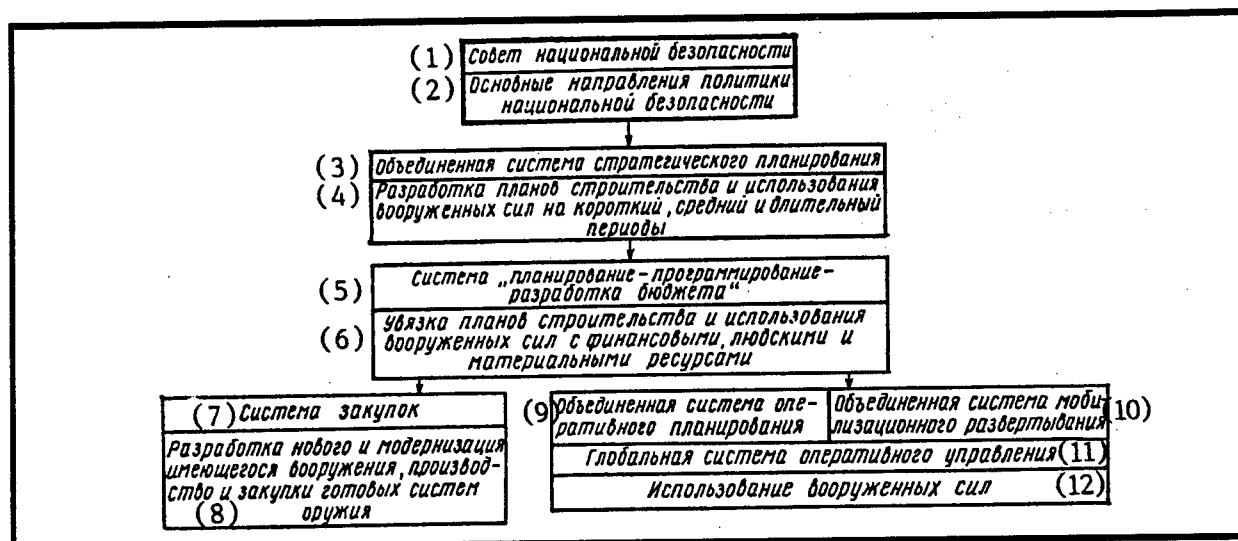 (1) Совет национальной безопасности
(2) Основные направления политики
национальной безопасности
(3) Объединенная система стратегического планирования
(4) Разработка планов строительства и использования
вооруженных сил на короткий, средний и длительный
периоды
(5) Система „планирование-программирование-
разработка бюджета“
(6) Увязка планов строительства и использования
вооруженных сил с финансовыми, людскими и
материальными ресурсами
(7) Система закупок
Разработка нового и модернизация
имеющегося вооружения, производ-
ство и закупки готовых систем
(8) оружия
(9) Объединенная система опе-
ративного планирования
Объединенная система моби-
лизационного развертывания (10)
Глобальная система оперативного управления (11)
Использование вооруженных сил (12)